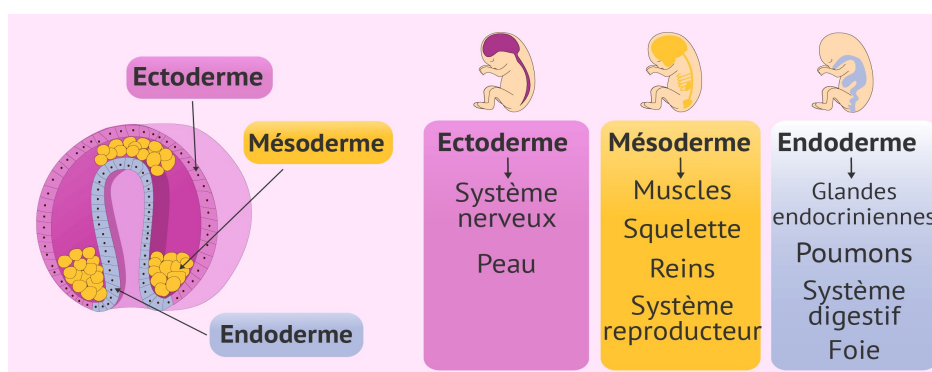 Ectoderme
Mésoderme
Endoderme
Ectoderme
Système
nerveux
Peau
Mésoderme
Muscles
Squelette
Reins
Système
reproducteur
Endoderme
Glandes
endocriniennes
Poumons
Système
digestif
Foie